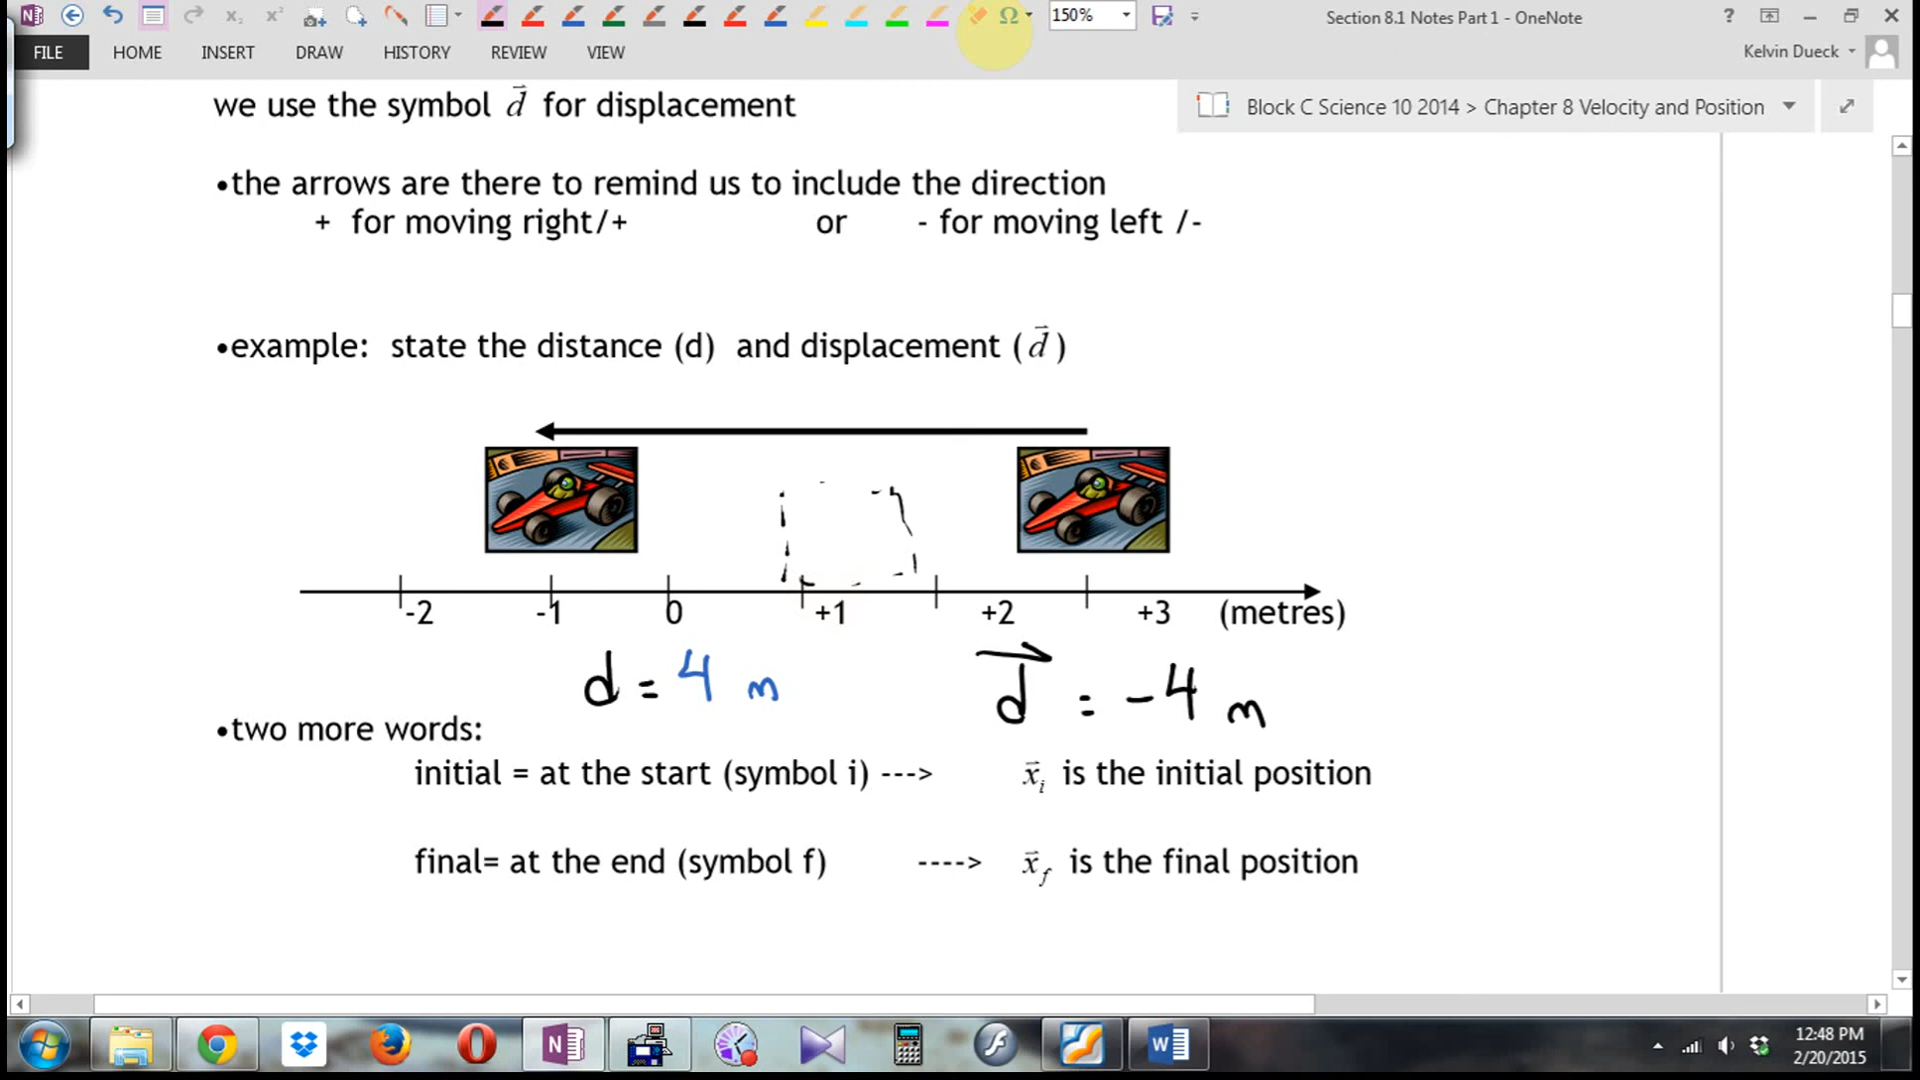 150%
Section 8.1 Notes Part 1 - OneNote
FILE HOME INSERT DRAW HISTORY REVIEW VIEW
Kelvin Dueck
Block C Science 10 2014 > Chapter 8 Velocity and Position
we use the symbol d⃗ for displacement
•the arrows are there to remind us to include the direction
+ for moving right/+ or - for moving left /-
•example: state the distance (d) and displacement (d⃗)
-2 -1 0 +1 +2 +3 (metres)
d = 4 m d⃗ = -4 m
•two more words:
initial = at the start (symbol i) ---> x⃗ᵢ is the initial position
final= at the end (symbol f) ----> x⃗_f is the final position
12:48 PM
2/20/2015